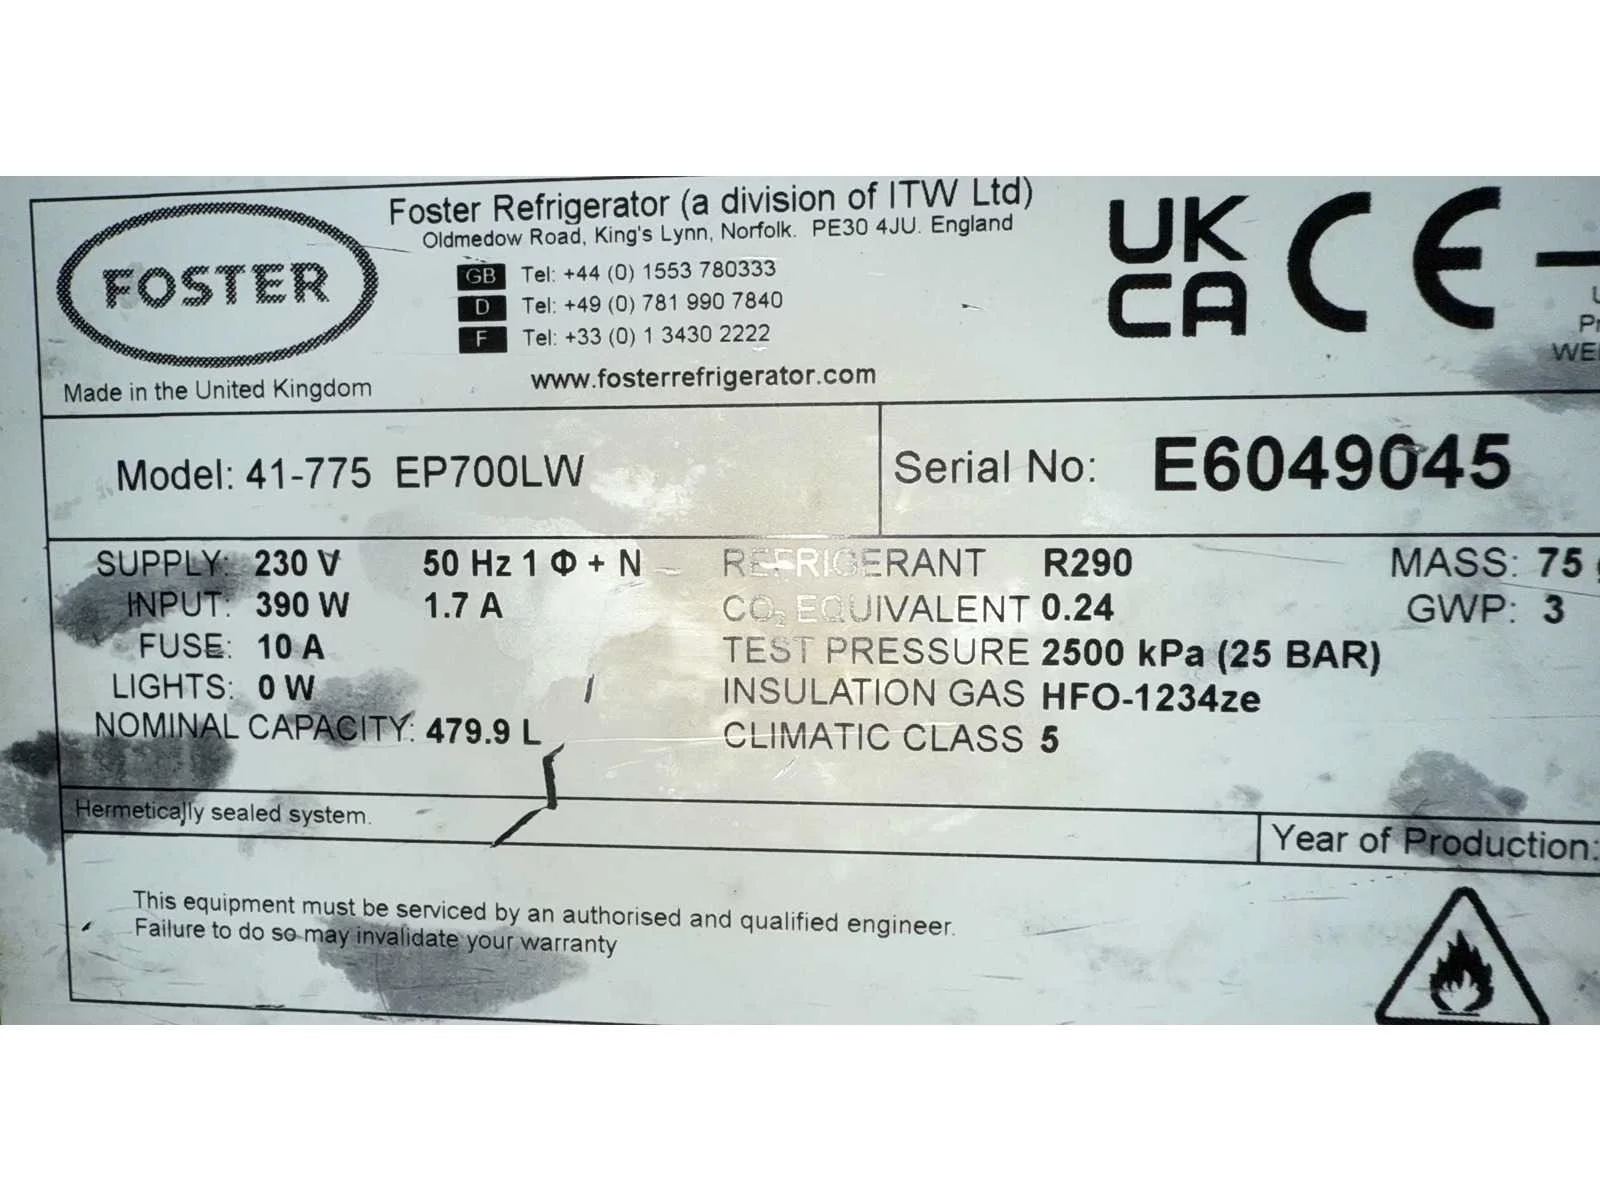 FOSTER
Made in the United Kingdom
Foster Refrigerator (a division of ITW Ltd)
Oldmedow Road, King's Lynn, Norfolk. PE30 4JU. England
GB Tel: +44 (0) 1553 780333
D Tel: +49 (0) 781 990 7840
F Tel: +33 (0) 1 3430 2222
www.fosterrefrigerator.com
UK
CA
CE
Model: 41-775 EP700LW
Serial No: E6049045
SUPPLY: 230 V 50 Hz 1 Φ + N
INPUT: 390 W 1.7 A
FUSE: 10 A
LIGHTS: 0 W
NOMINAL CAPACITY: 479.9 L
REFRIGERANT R290 MASS: 75
CO₂ EQUIVALENT 0.24 GWP: 3
TEST PRESSURE 2500 kPa (25 BAR)
INSULATION GAS HFO-1234ze
CLIMATIC CLASS 5
Hermetically sealed system.
Year of Production:
This equipment must be serviced by an authorised and qualified engineer.
Failure to do so may invalidate your warranty